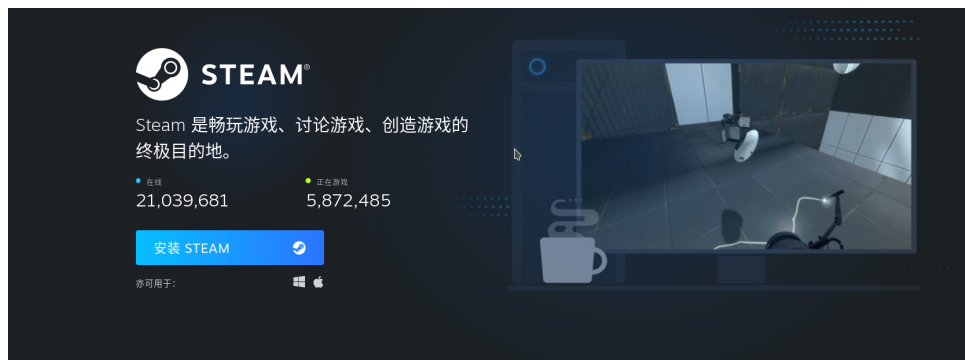 STEAM®
Steam 是畅玩游戏、讨论游戏、创造游戏的
终极目的地。
在线
21,039,681
正在游戏
5,872,485
安装 STEAM
亦可用于：